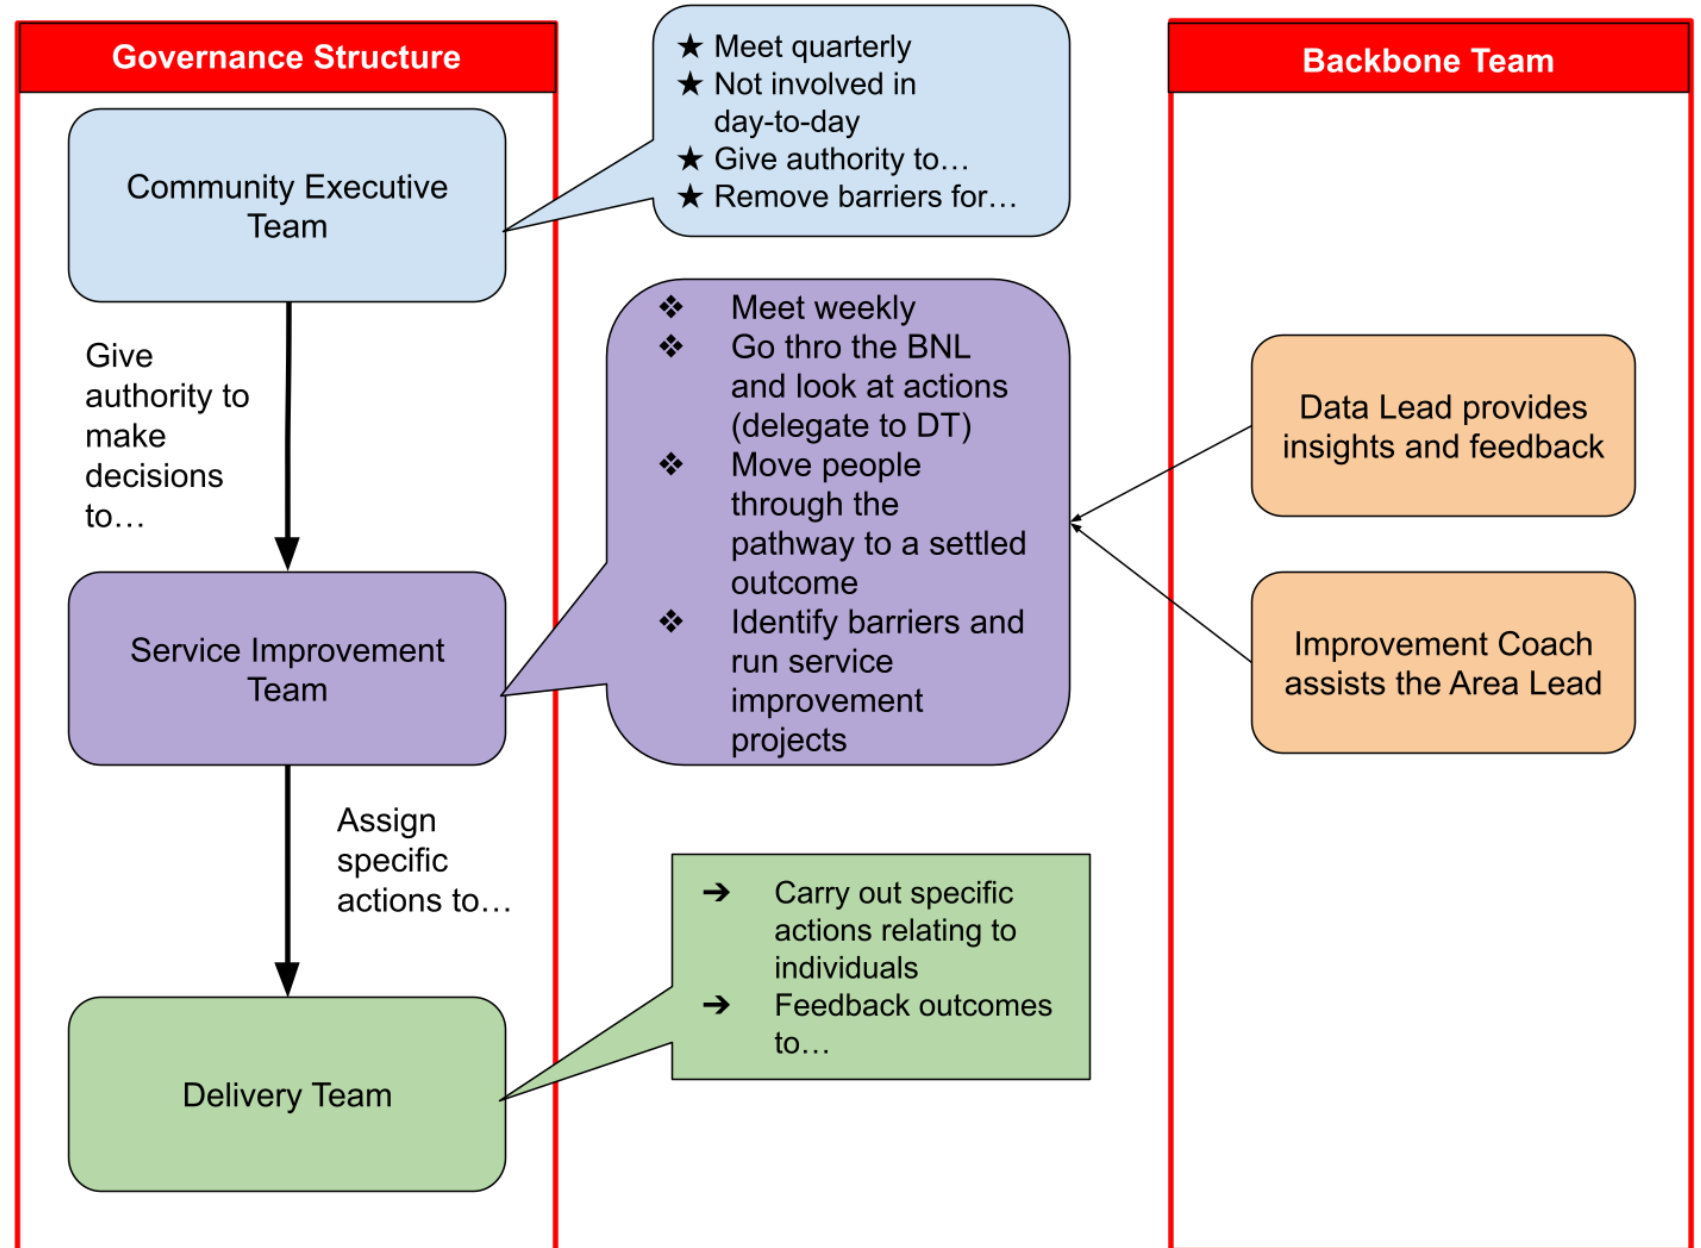 Governance Structure
Community Executive
Team
★ Meet quarterly
★ Not involved in
day-to-day
★ Give authority to…
★ Remove barriers for…
Give
authority to
make
decisions
to…
Service Improvement
Team
❖ Meet weekly
❖ Go thro the BNL
and look at actions
(delegate to DT)
❖ Move people
through the
pathway to a settled
outcome
❖ Identify barriers and
run service
improvement
projects
Assign
specific
actions to…
Delivery Team
➔ Carry out specific
actions relating to
individuals
➔ Feedback outcomes
to…
Backbone Team
Data Lead provides
insights and feedback
Improvement Coach
assists the Area Lead